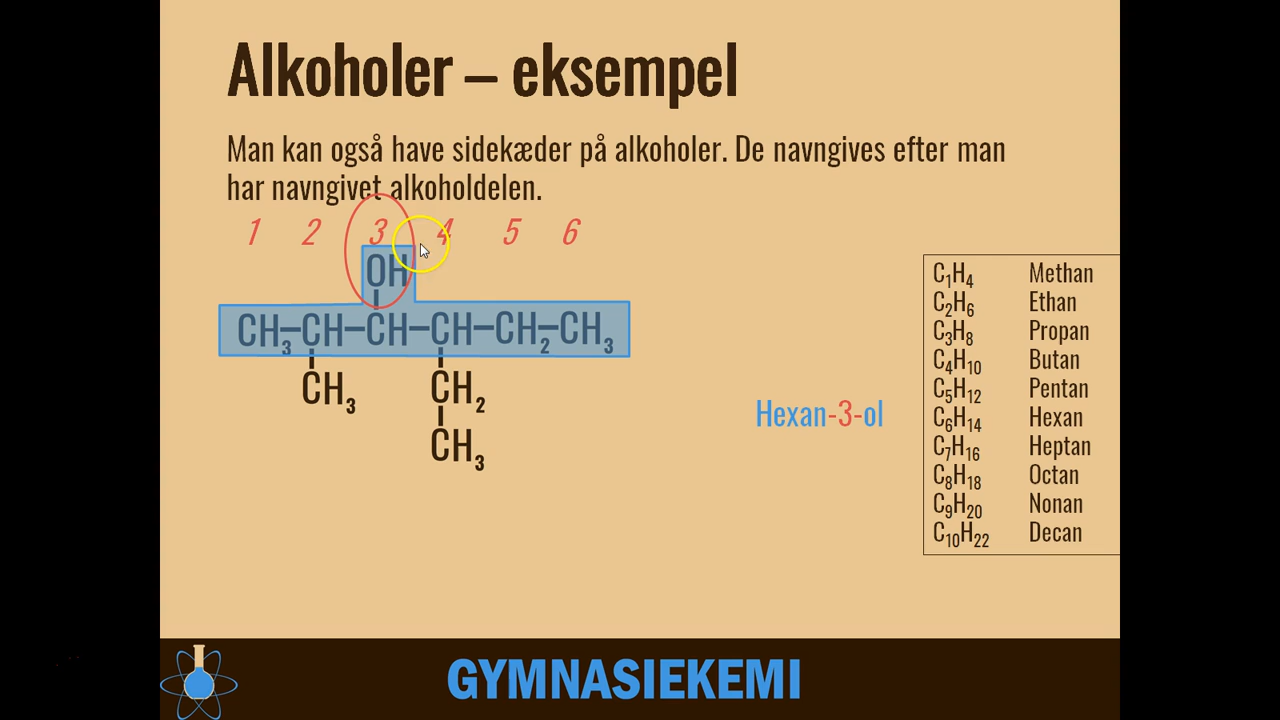 Alkoholer – eksempel
Man kan også have sidekæder på alkoholer. De navngives efter man
har navngivet alkoholdelen.
1 2 3 4 5 6
OH
CH₃–CH–CH–CH–CH₂–CH₃
CH₃ CH₂
CH₃
Hexan-3-ol
C₁H₄ Methan
C₂H₆ Ethan
C₃H₈ Propan
C₄H₁₀ Butan
C₅H₁₂ Pentan
C₆H₁₄ Hexan
C₇H₁₆ Heptan
C₈H₁₈ Octan
C₉H₂₀ Nonan
C₁₀H₂₂ Decan
GYMNASIEKEMI